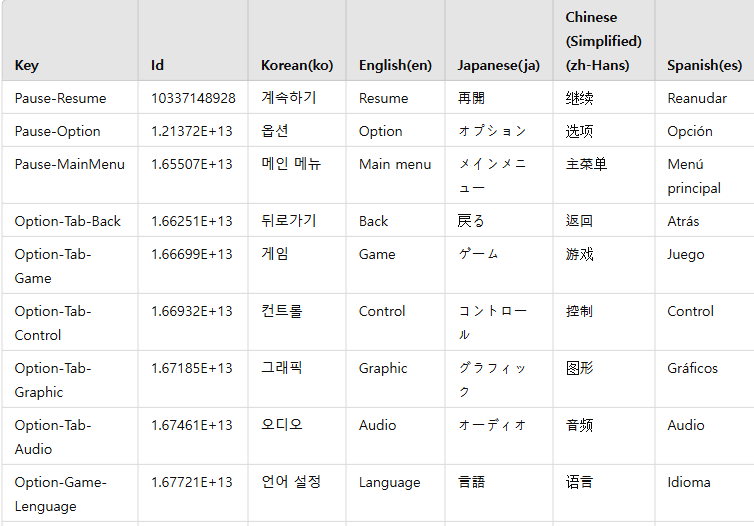 Key Id Korean(ko) English(en) Japanese(ja) Chinese (Simplified) (zh-Hans) Spanish(es)
Pause-Resume 10337148928 계속하기 Resume 再開 继续 Reanudar
Pause-Option 1.21372E+13 옵션 Option オプション 选项 Opción
Pause-MainMenu 1.65507E+13 메인 메뉴 Main menu メインメニュー 主菜单 Menú principal
Option-Tab-Back 1.66251E+13 뒤로가기 Back 戻る 返回 Atrás
Option-Tab-Game 1.66699E+13 게임 Game ゲーム 游戏 Juego
Option-Tab-Control 1.66932E+13 컨트롤 Control コントロール 控制 Control
Option-Tab-Graphic 1.67185E+13 그래픽 Graphic グラフィック 图形 Gráficos
Option-Tab-Audio 1.67461E+13 오디오 Audio オーディオ 音频 Audio
Option-Game-Lenguage 1.67721E+13 언어 설정 Language 言語 语言 Idioma